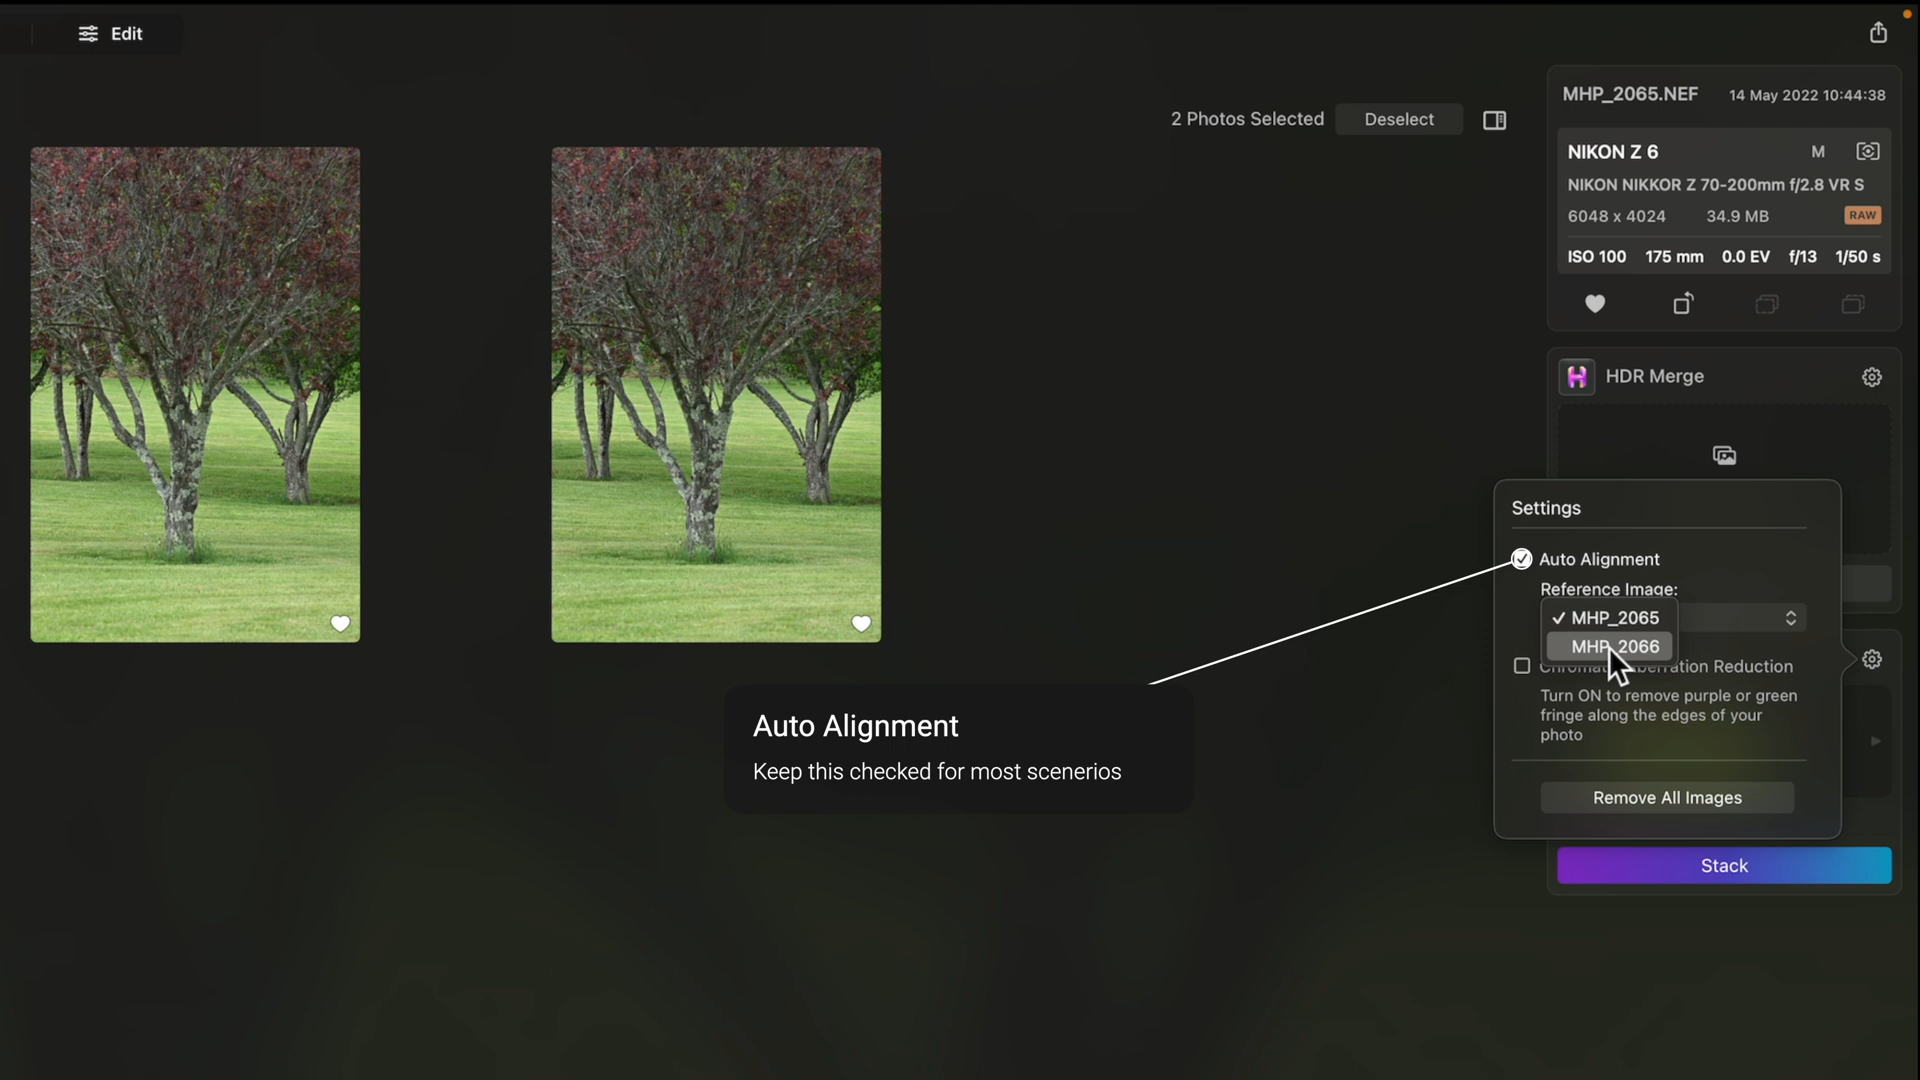 Edit
2 Photos Selected
Deselect
MHP_2065.NEF
14 May 2022 10:44:38
NIKON Z 6
M
NIKON NIKKOR Z 70-200mm f/2.8 VR S
6048 x 4024
34.9 MB
RAW
ISO 100
175 mm
0.0 EV
f/13
1/50 s
HDR Merge
Settings
Auto Alignment
Reference Image:
MHP_2065
MHP_2066
Reduction
Turn ON to remove purple or green
fringe along the edges of your
photo
Remove All Images
Stack
Auto Alignment
Keep this checked for most scenerios